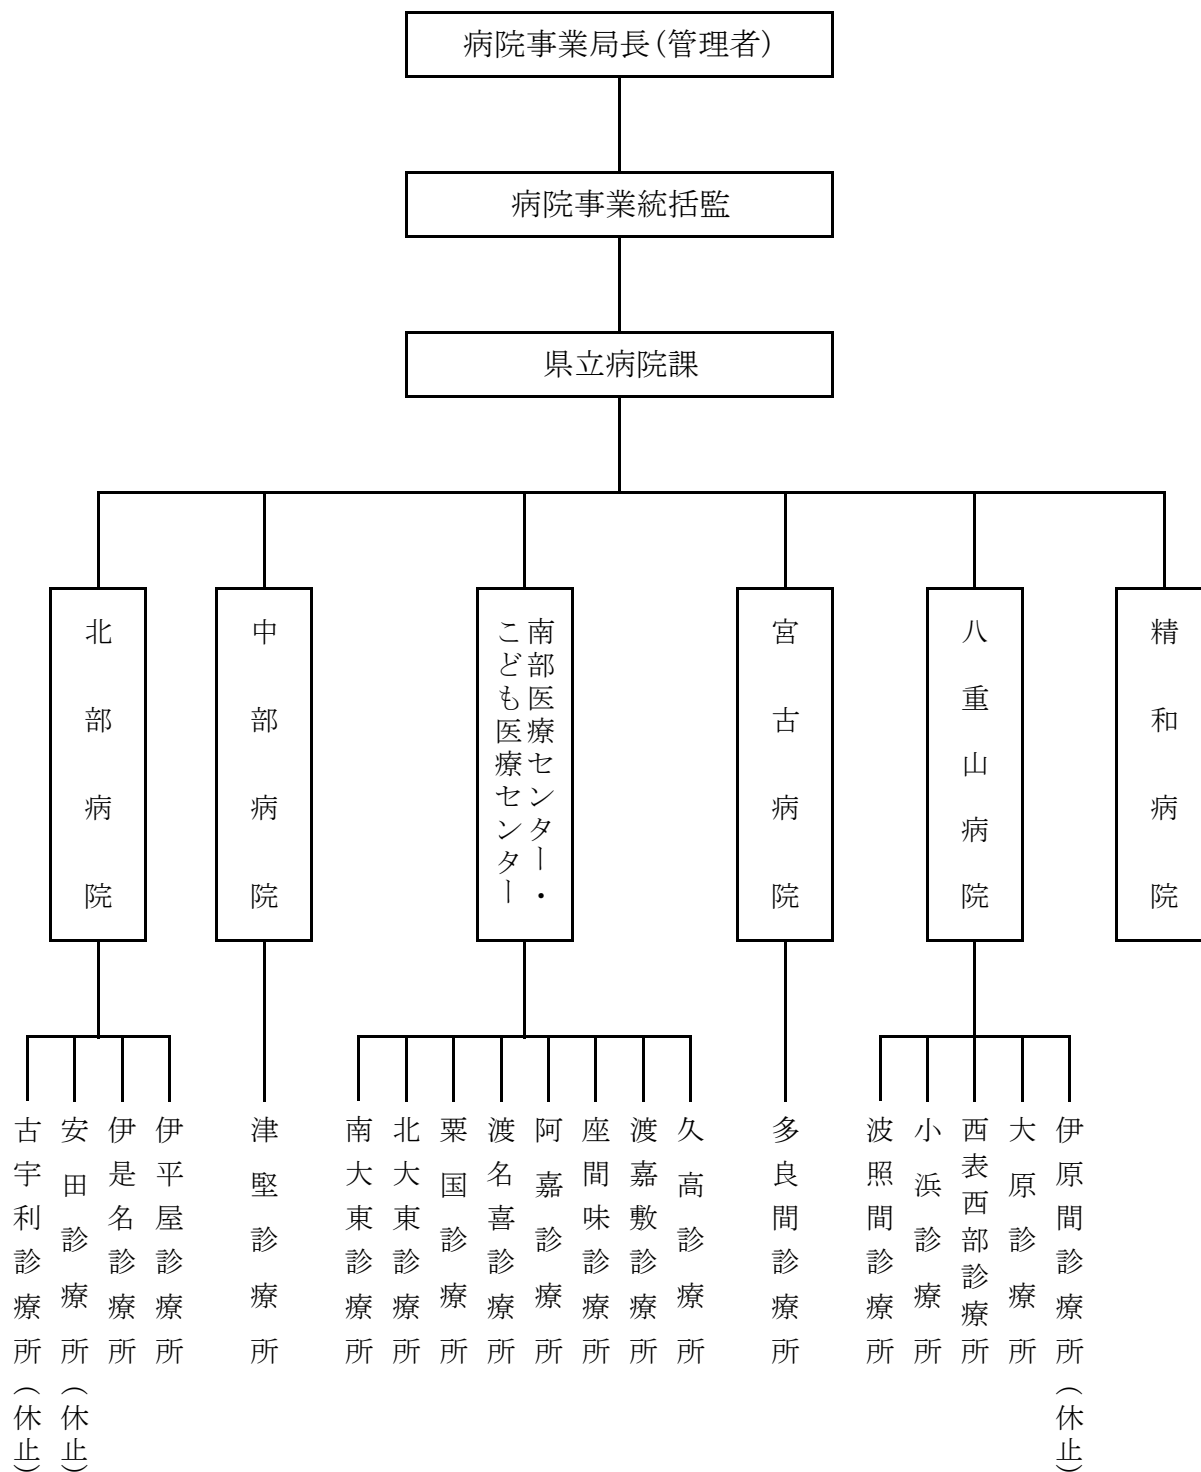 病院事業局長(管理者)
病院事業統括監
県立病院課
北部病院
中部病院
南部医療センター・
こども医療センター
宮古病院
八重山病院
精和病院
古宇利診療所(休止)
安田診療所(休止)
伊是名診療所
伊平屋診療所
津堅診療所
南大東診療所
北大東診療所
粟国診療所
渡名喜診療所
阿嘉診療所
座間味診療所
渡嘉敷診療所
久高診療所
多良間診療所
波照間診療所
小浜診療所
西表西部診療所
大原診療所
伊原間診療所(休止)